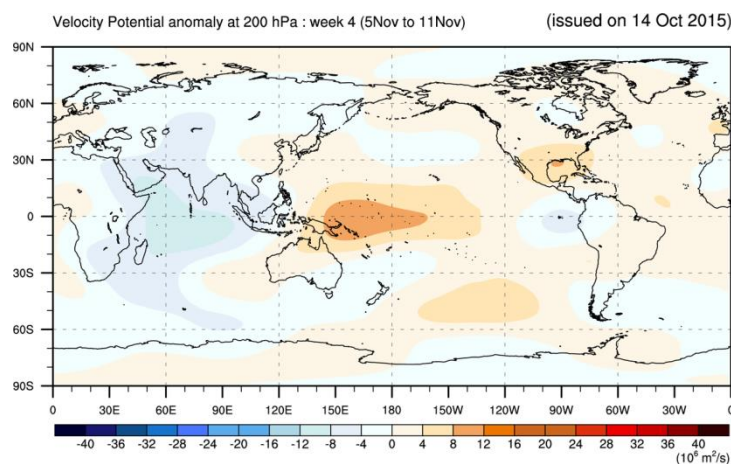 Velocity Potential anomaly at 200 hPa : week 4 (5Nov to 11Nov) (issued on 14 Oct 2015)
90N
60N
30N
0
30S
60S
90S
0 30E 60E 90E 120E 150E 180 150W 120W 90W 60W 30W 0
-40 -36 -28 -24 -20 -16 -12 -8 -4 0 4 8 12 16 20 24 28 32 36 40
(10⁶ m²/s)